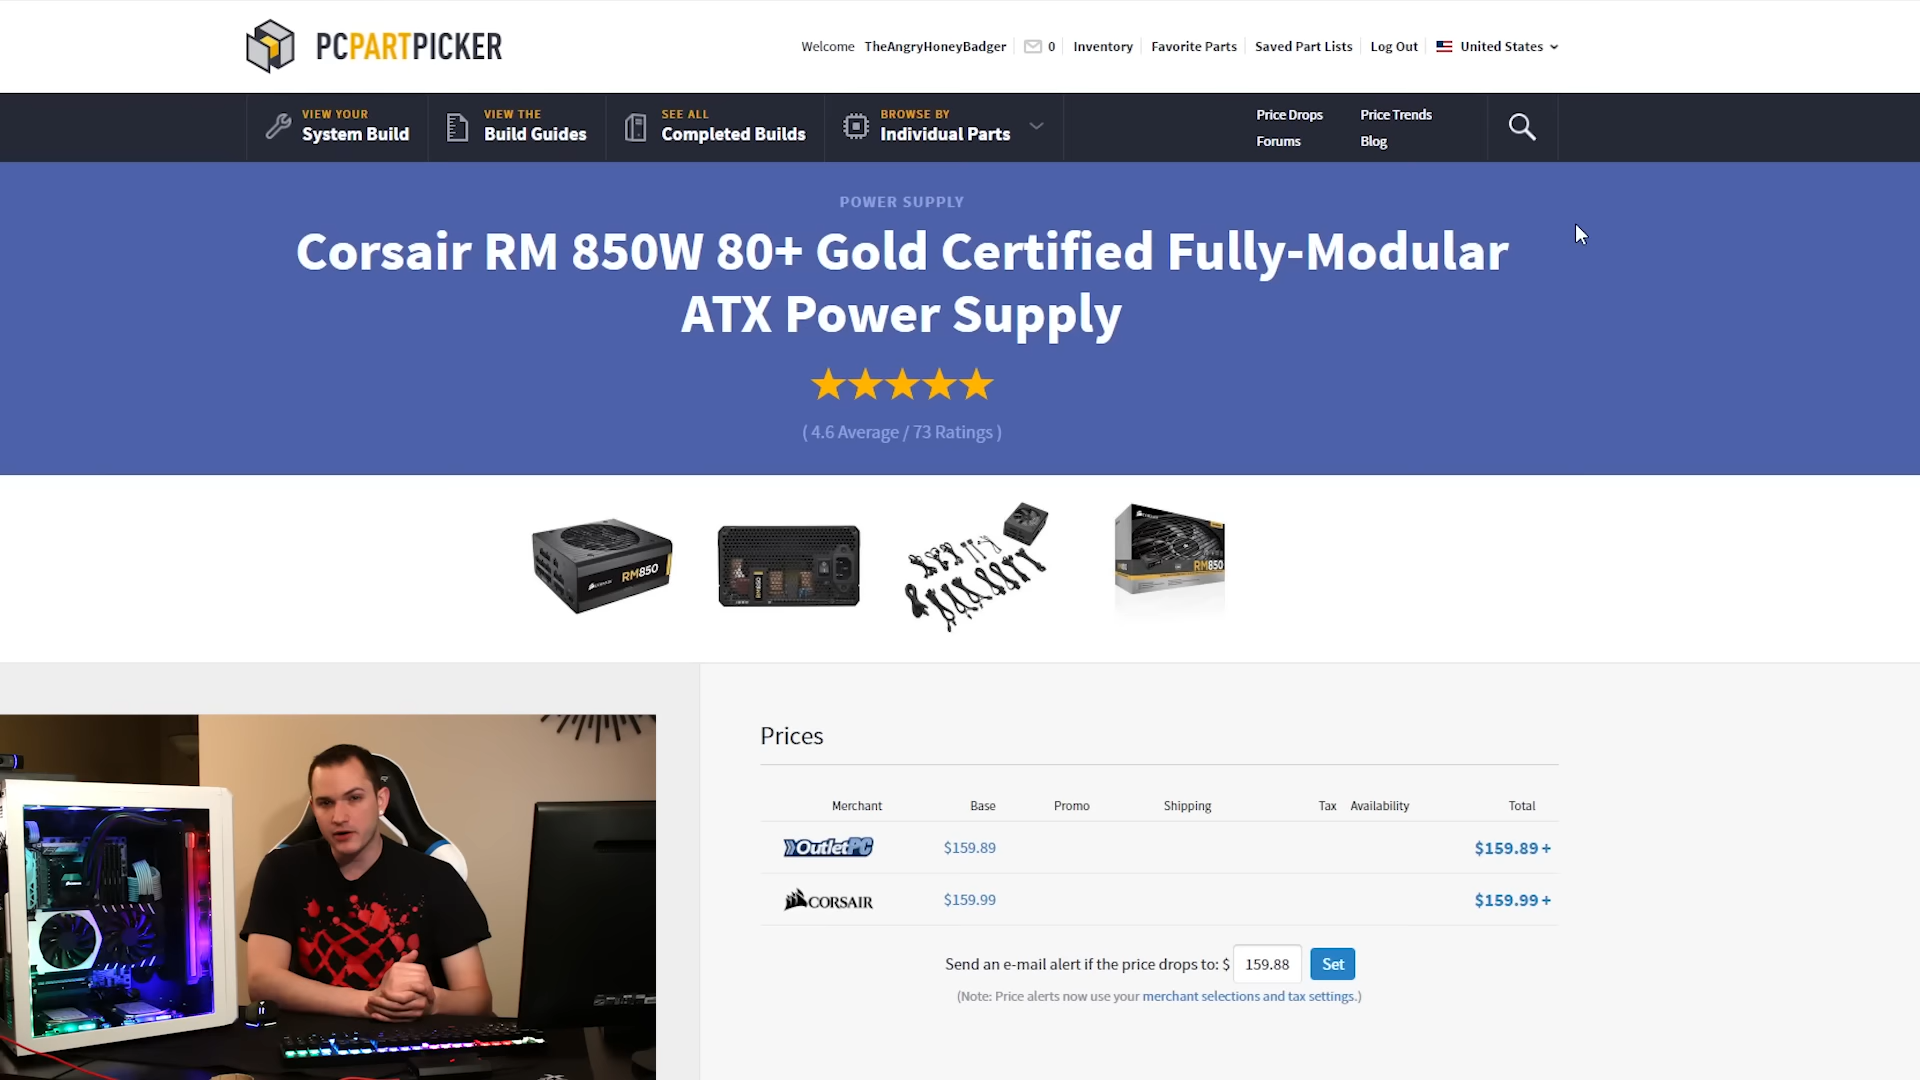 PCPARTPICKER
Welcome TheAngryHoneyBadger 0 Inventory Favorite Parts Saved Part Lists Log Out United States
VIEW YOUR
System Build
VIEW THE
Build Guides
SEE ALL
Completed Builds
BROWSE BY
Individual Parts
Price Drops
Price Trends
Forums
Blog
POWER SUPPLY
Corsair RM 850W 80+ Gold Certified Fully-Modular
ATX Power Supply
( 4.6 Average / 73 Ratings )
CORSAIR RM850
RM850
RM850
Prices
Merchant Base Promo Shipping Tax Availability Total
OutletPC $159.89 $159.89 +
CORSAIR $159.99 $159.99 +
Send an e-mail alert if the price drops to: $ 159.88 Set
(Note: Price alerts now use your merchant selections and tax settings.)